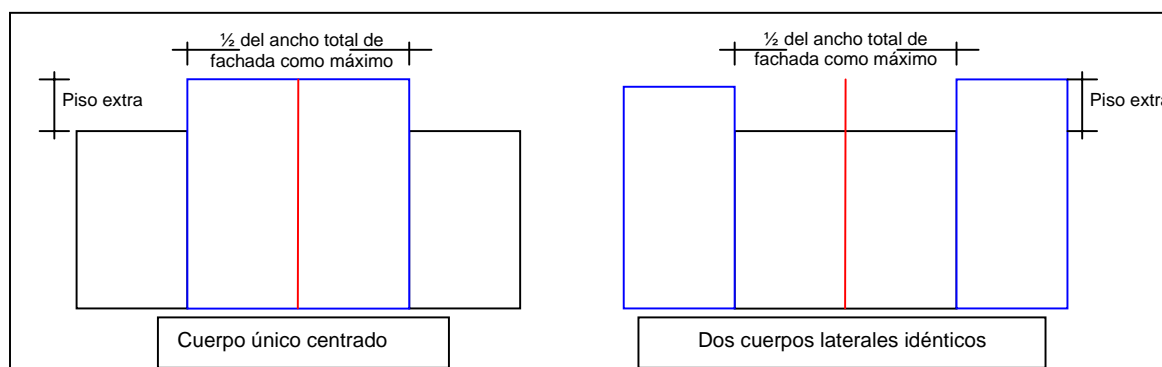 ½ del ancho total de
fachada como máximo
Piso extra
Cuerpo único centrado
½ del ancho total de
fachada como máximo
Piso extra
Dos cuerpos laterales idénticos